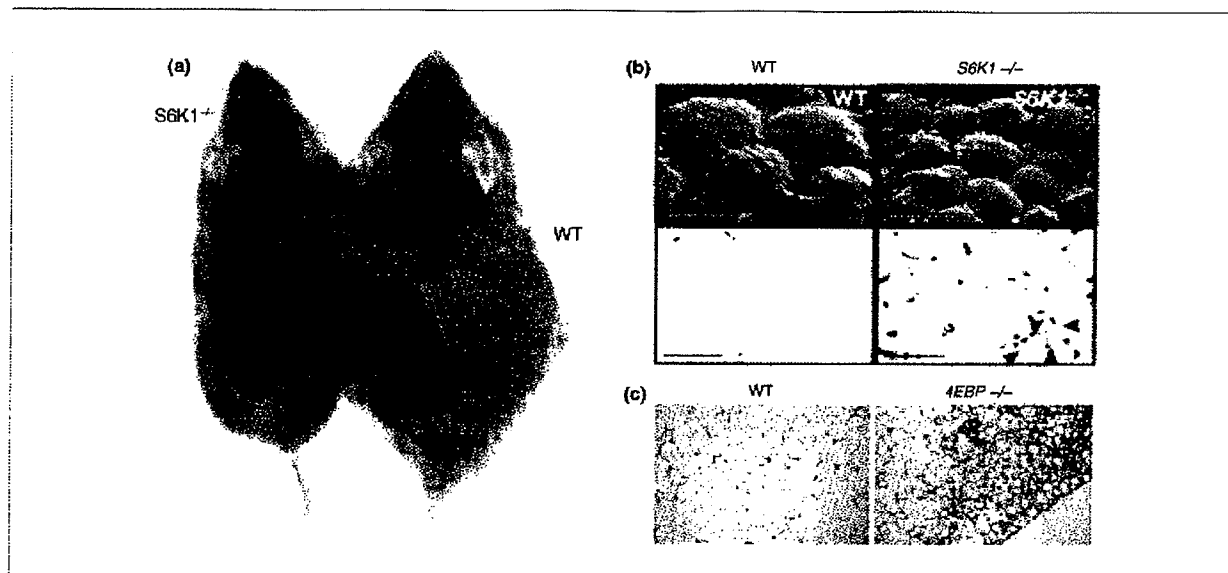 (a)
S6K1-/-
WT
(b)
WT
S6K1 -/-
WT
S6K1-/-
(c)
WT
4EBP -/-